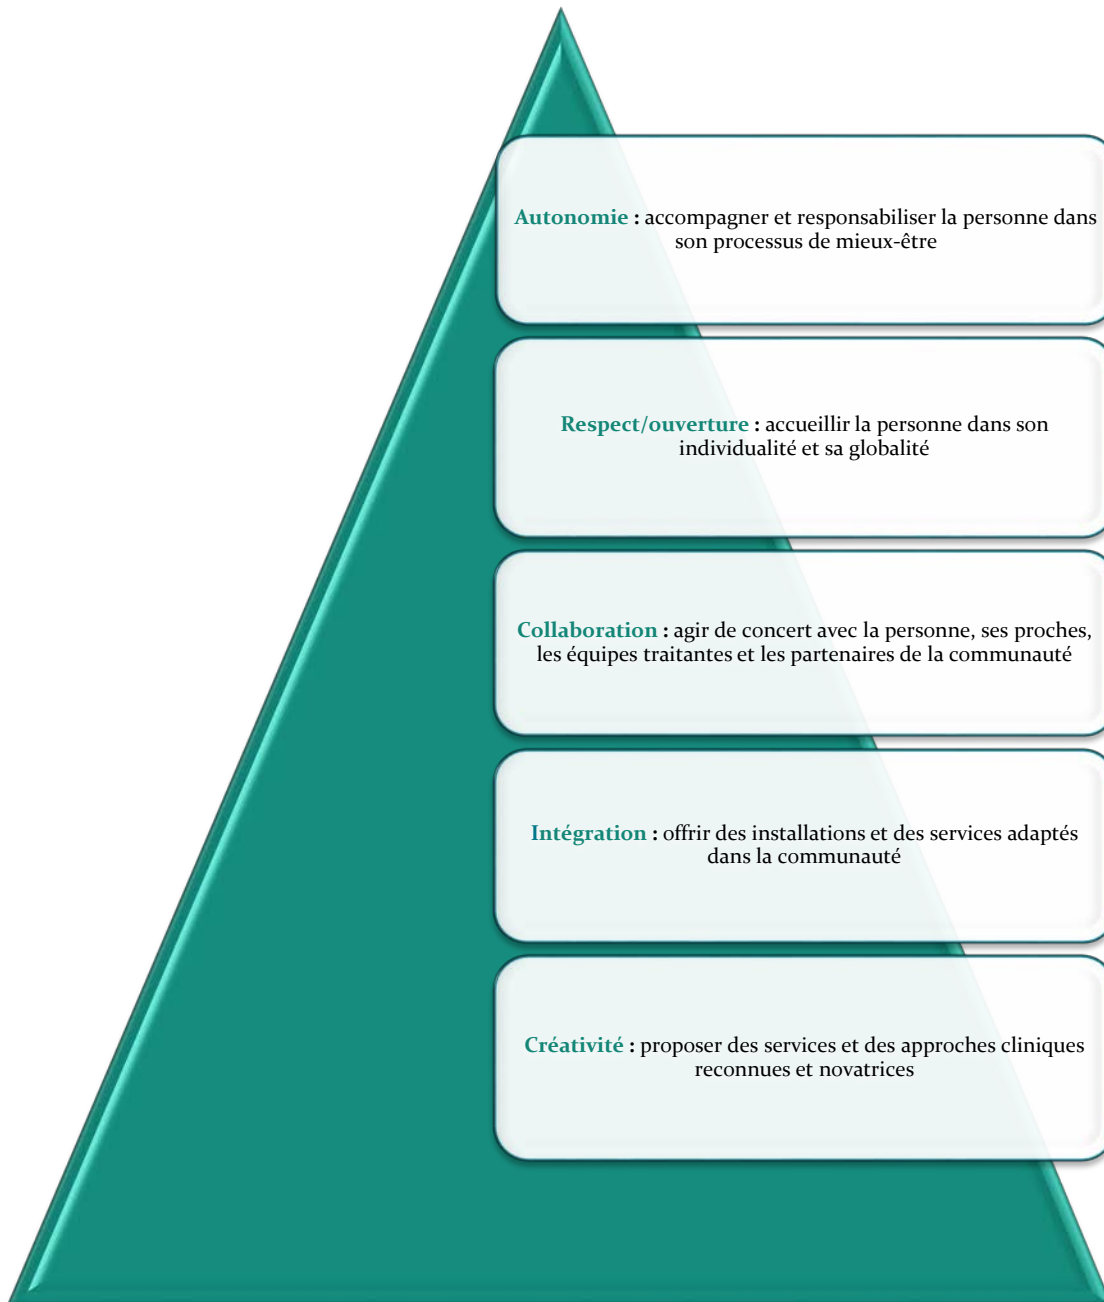 Autonomie : accompagner et responsabiliser la personne dans
son processus de mieux-être
Respect/ouverture : accueillir la personne dans son
individualité et sa globalité
Collaboration : agir de concert avec la personne, ses proches,
les équipes traitantes et les partenaires de la communauté
Intégration : offrir des installations et des services adaptés
dans la communauté
Créativité : proposer des services et des approches cliniques
reconnues et novatrices